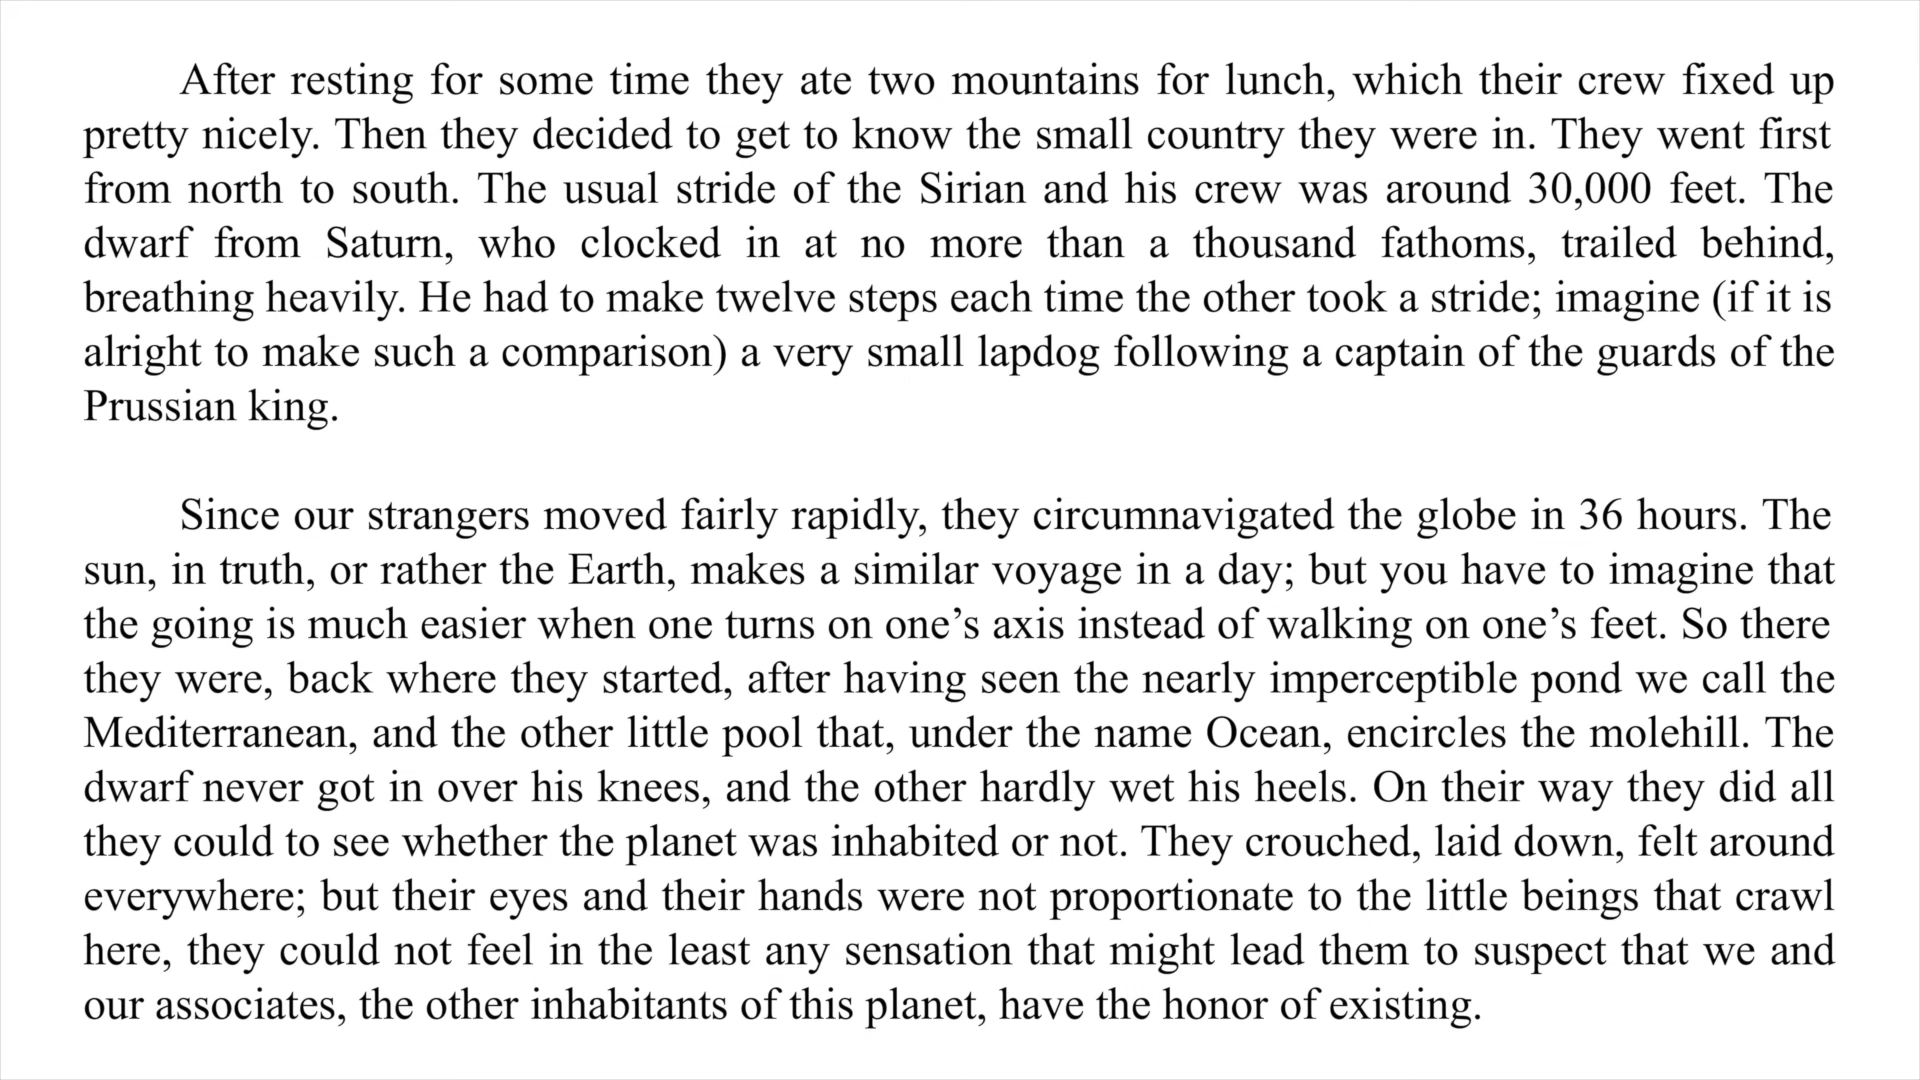 After resting for some time they ate two mountains for lunch, which their crew fixed up
pretty nicely. Then they decided to get to know the small country they were in. They went first
from north to south. The usual stride of the Sirian and his crew was around 30,000 feet. The
dwarf from Saturn, who clocked in at no more than a thousand fathoms, trailed behind,
breathing heavily. He had to make twelve steps each time the other took a stride; imagine (if it is
alright to make such a comparison) a very small lapdog following a captain of the guards of the
Prussian king.
Since our strangers moved fairly rapidly, they circumnavigated the globe in 36 hours. The
sun, in truth, or rather the Earth, makes a similar voyage in a day; but you have to imagine that
the going is much easier when one turns on one’s axis instead of walking on one’s feet. So there
they were, back where they started, after having seen the nearly imperceptible pond we call the
Mediterranean, and the other little pool that, under the name Ocean, encircles the molehill. The
dwarf never got in over his knees, and the other hardly wet his heels. On their way they did all
they could to see whether the planet was inhabited or not. They crouched, laid down, felt around
everywhere; but their eyes and their hands were not proportionate to the little beings that crawl
here, they could not feel in the least any sensation that might lead them to suspect that we and
our associates, the other inhabitants of this planet, have the honor of existing.